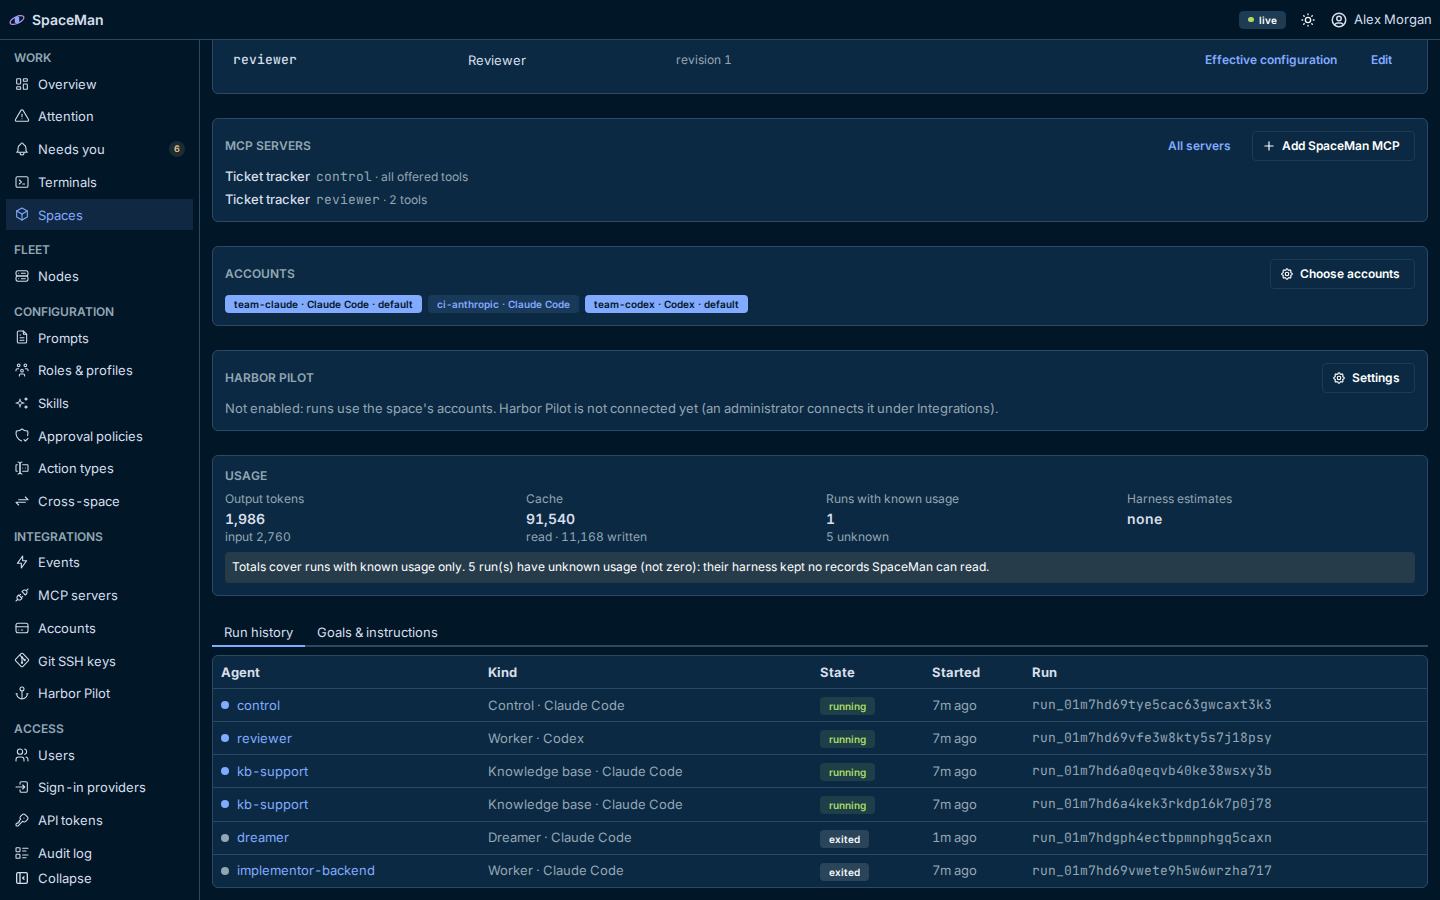 SpaceMan
live
Alex Morgan
WORK
Overview
Attention
Needs you 6
Terminals
Spaces
FLEET
Nodes
CONFIGURATION
Prompts
Roles & profiles
Skills
Approval policies
Action types
Cross-space
INTEGRATIONS
Events
MCP servers
Accounts
Git SSH keys
Harbor Pilot
ACCESS
Users
Sign-in providers
API tokens
Audit log
Collapse
reviewer Reviewer revision 1 Effective configuration Edit
MCP SERVERS All servers Add SpaceMan MCP
Ticket tracker control · all offered tools
Ticket tracker reviewer · 2 tools
ACCOUNTS Choose accounts
team-claude · Claude Code · default ci-anthropic · Claude Code team-codex · Codex · default
HARBOR PILOT Settings
Not enabled: runs use the space's accounts. Harbor Pilot is not connected yet (an administrator connects it under Integrations).
USAGE
Output tokens Cache Runs with known usage Harness estimates
1,986 91,540 1 none
input 2,760 read · 11,168 written 5 unknown
Totals cover runs with known usage only. 5 run(s) have unknown usage (not zero): their harness kept no records SpaceMan can read.
Run history Goals & instructions
Agent Kind State Started Run
control Control · Claude Code running 7m ago run_01m7hd69tye5cac63gwcaxt3k3
reviewer Worker · Codex running 7m ago run_01m7hd69vfe3w8kty5s7j18psy
kb-support Knowledge base · Claude Code running 7m ago run_01m7hd6a0qeqvb40ke38wsxy3b
kb-support Knowledge base · Claude Code running 7m ago run_01m7hd6a4kek3rkdp16k7p0j78
dreamer Dreamer · Claude Code exited 1m ago run_01m7hdgph4ectbpmnphgq5caxn
implementor-backend Worker · Claude Code exited 7m ago run_01m7hd69vwete9h5w6wrzha717